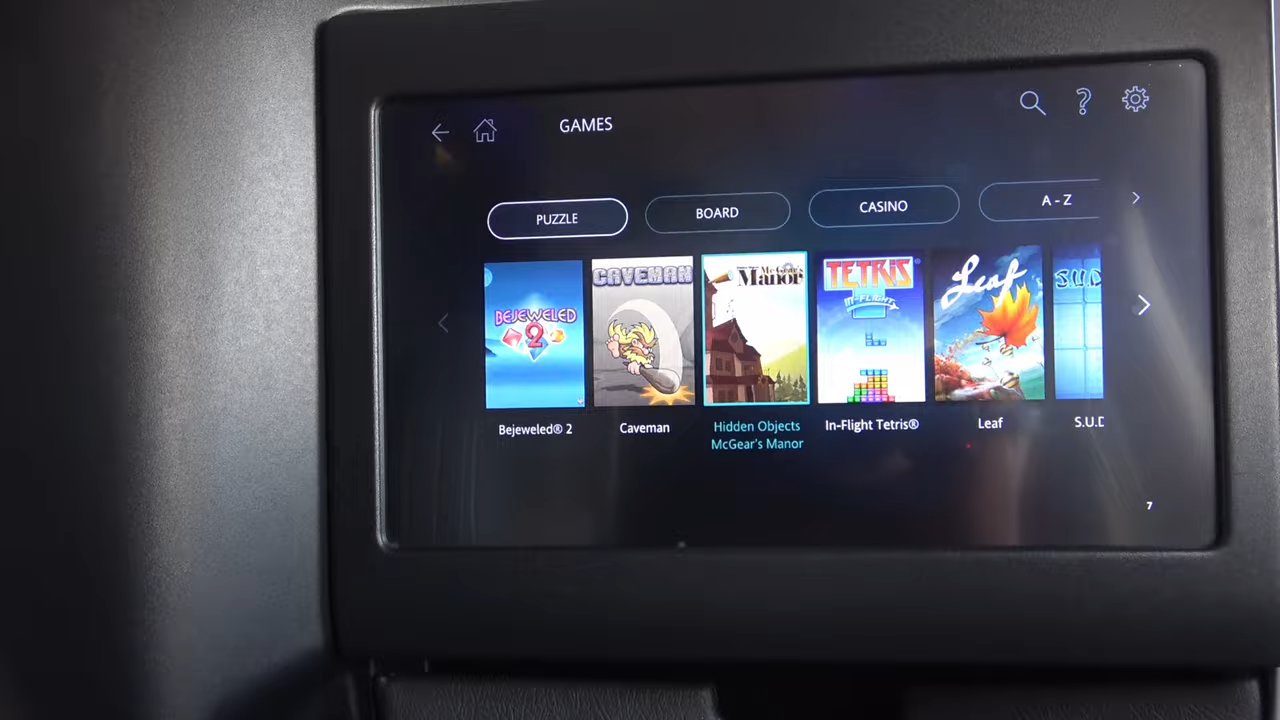 GAMES
PUZZLE
BOARD
CASINO
A - Z
BEJEWELED
2
CAVEMAN
McGear's
Manor
TETRIS
IN-FLIGHT
Leaf
S.U.D
Bejeweled® 2
Caveman
Hidden Objects
McGear's Manor
In-Flight Tetris®
Leaf
S.U.D
7